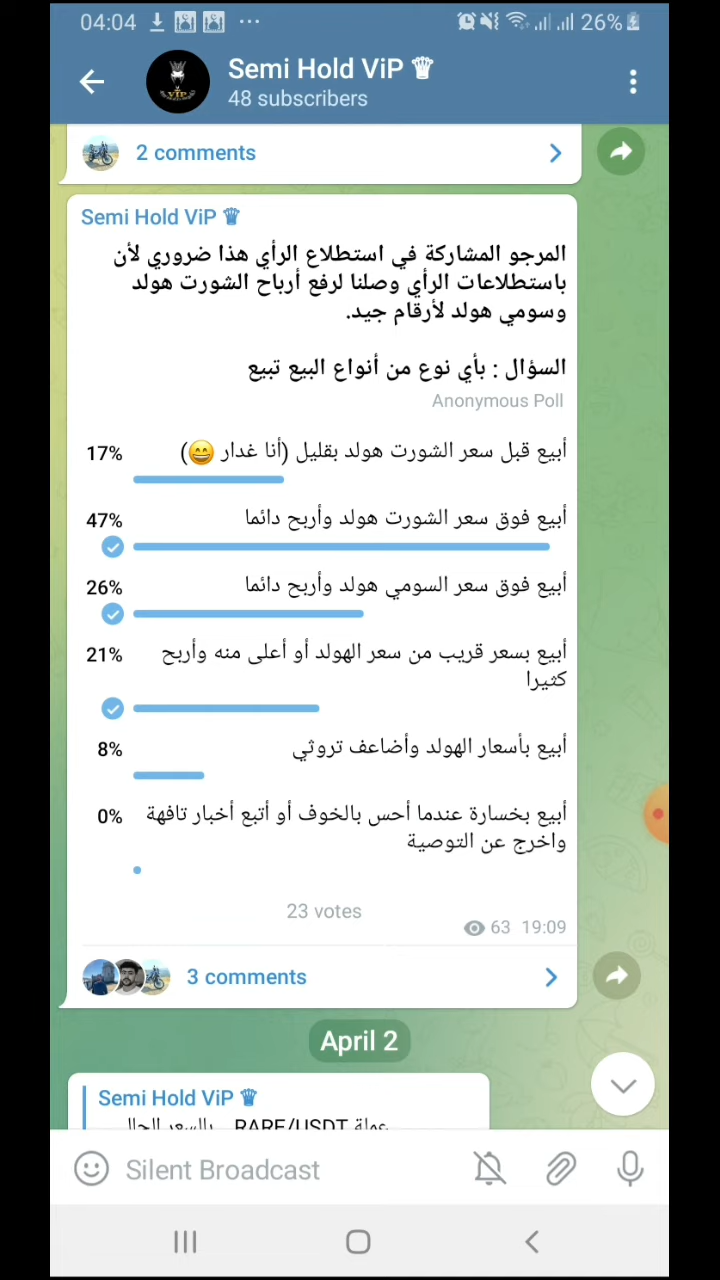 04:04
26%
Semi Hold ViP ♛
48 subscribers
2 comments
Semi Hold ViP ♛
المرجو المشاركة في استطلاع الرأي هذا ضروري لأن
باستطلاعات الرأي وصلنا لرفع أرباح الشورت هولد
وسومي هولد لأرقام جيد.
السؤال : بأي نوع من أنواع البيع تبيع
Anonymous Poll
17% أبيع قبل سعر الشورت هولد بقليل (أنا غدار 😄)
47% أبيع فوق سعر الشورت هولد وأربح دائما
26% أبيع فوق سعر السومي هولد وأربح دائما
21% أبيع بسعر قريب من سعر الهولد أو أعلى منه وأربح
كثيرا
8% أبيع بأسعار الهولد وأضاعف تروثي
0% أبيع بخسارة عندما أحس بالخوف أو أتبع أخبار تافهة
واخرج عن التوصية
23 votes
63 19:09
3 comments
April 2
Semi Hold ViP ♛
عملة RARE/USDT
Silent Broadcast